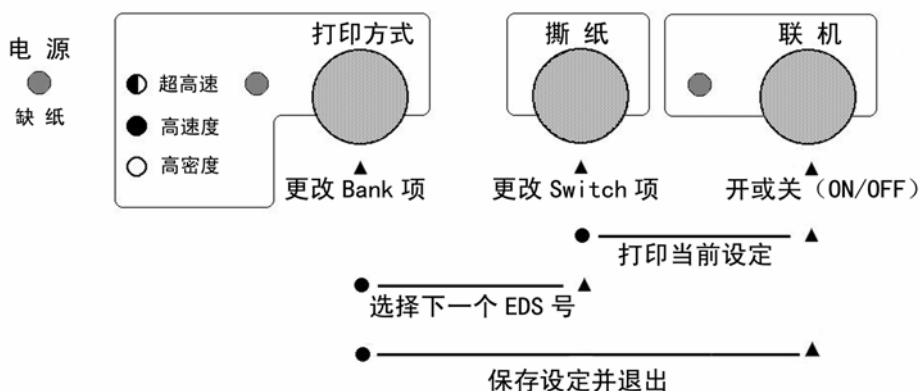 电 源
缺 纸
打印方式
超高速
高速度
高密度
撕 纸
联 机
更改 Bank 项
更改 Switch 项
开或关（ON/OFF）
打印当前设定
选择下一个 EDS 号
保存设定并退出